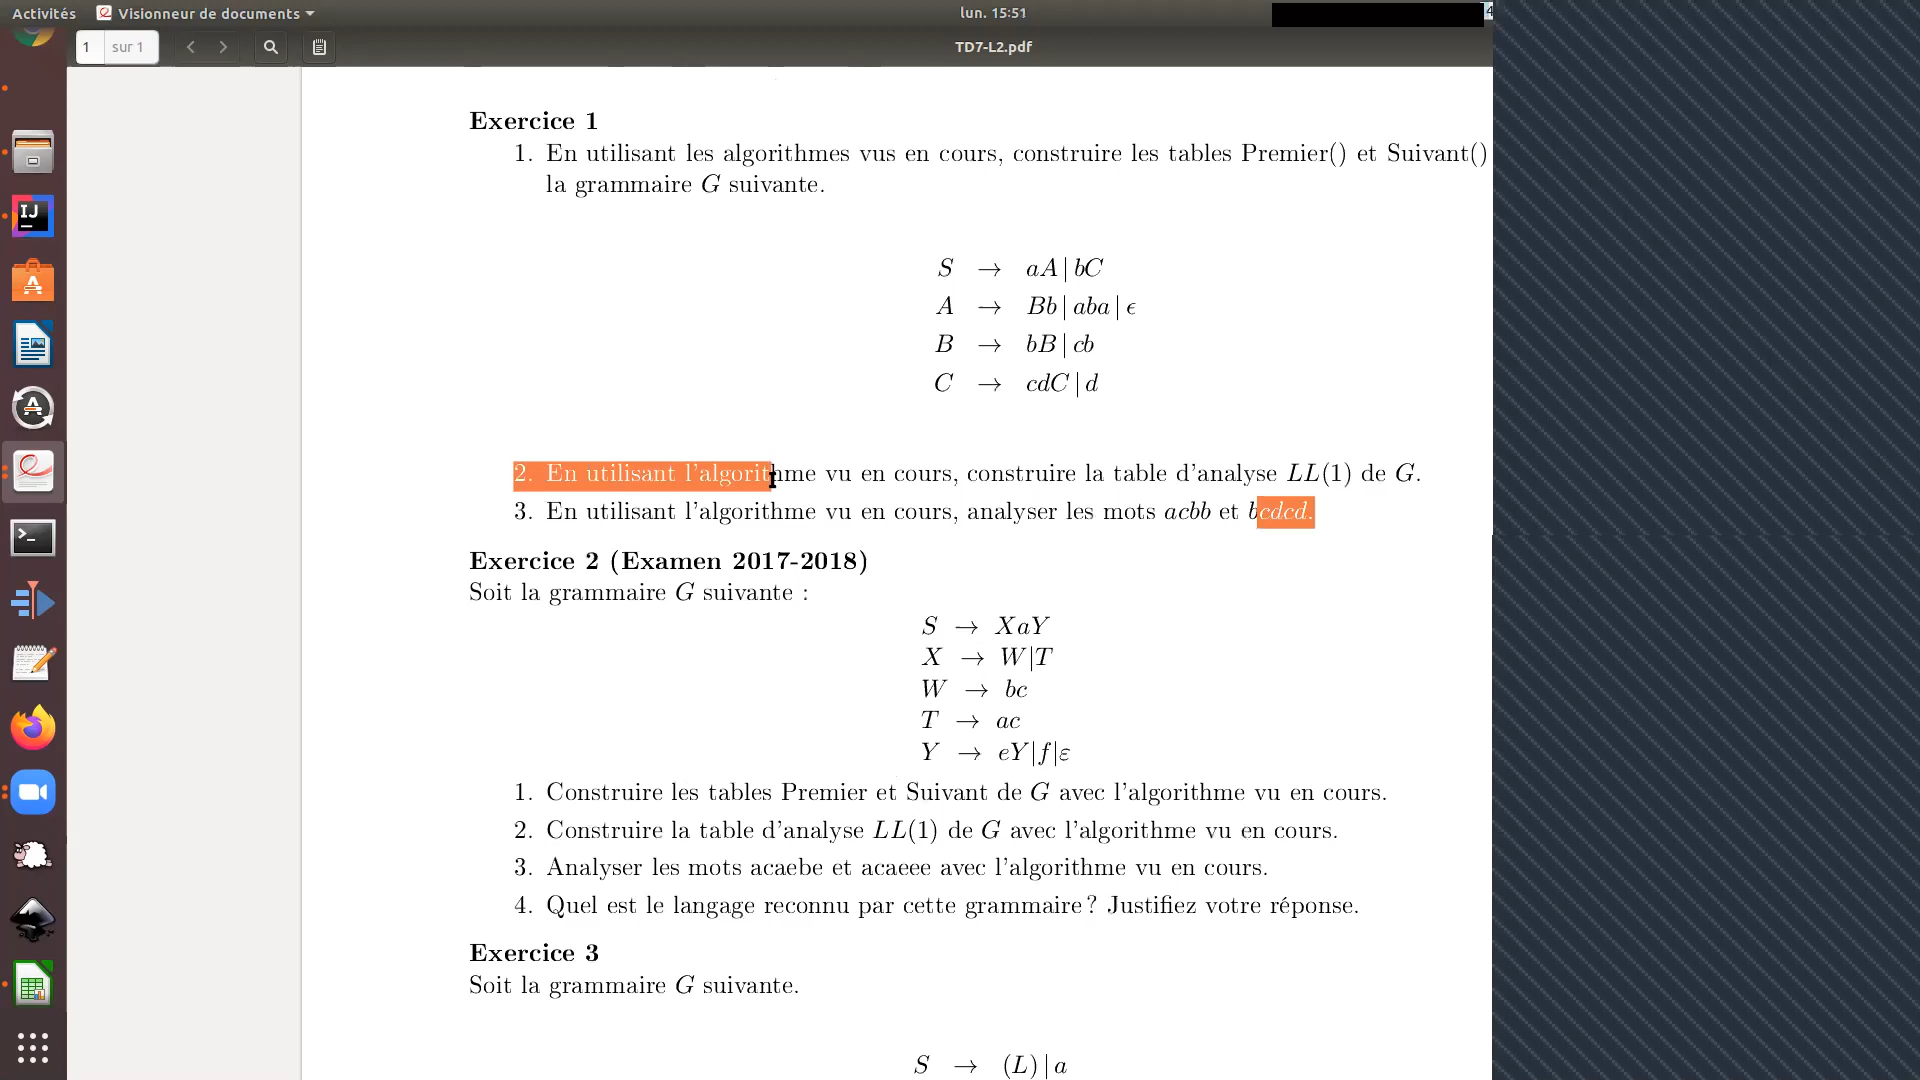 Activités
Visionneur de documents
lun. 15:51
4
1 sur 1
TD7-L2.pdf
Exercice 1
1. En utilisant les algorithmes vus en cours, construire les tables Premier() et Suivant()
la grammaire G suivante.
S → aA | bC
A → Bb | aba | ϵ
B → bB | cb
C → cdC | d
2. En utilisant l'algorithme vu en cours, construire la table d'analyse LL(1) de G.
3. En utilisant l'algorithme vu en cours, analyser les mots acbb et bcdcd.
Exercice 2 (Examen 2017-2018)
Soit la grammaire G suivante :
S → XaY
X → W|T
W → bc
T → ac
Y → eY|f|ε
1. Construire les tables Premier et Suivant de G avec l'algorithme vu en cours.
2. Construire la table d'analyse LL(1) de G avec l'algorithme vu en cours.
3. Analyser les mots acaebe et acaeee avec l'algorithme vu en cours.
4. Quel est le langage reconnu par cette grammaire ? Justifiez votre réponse.
Exercice 3
Soit la grammaire G suivante.
S → (L) | a